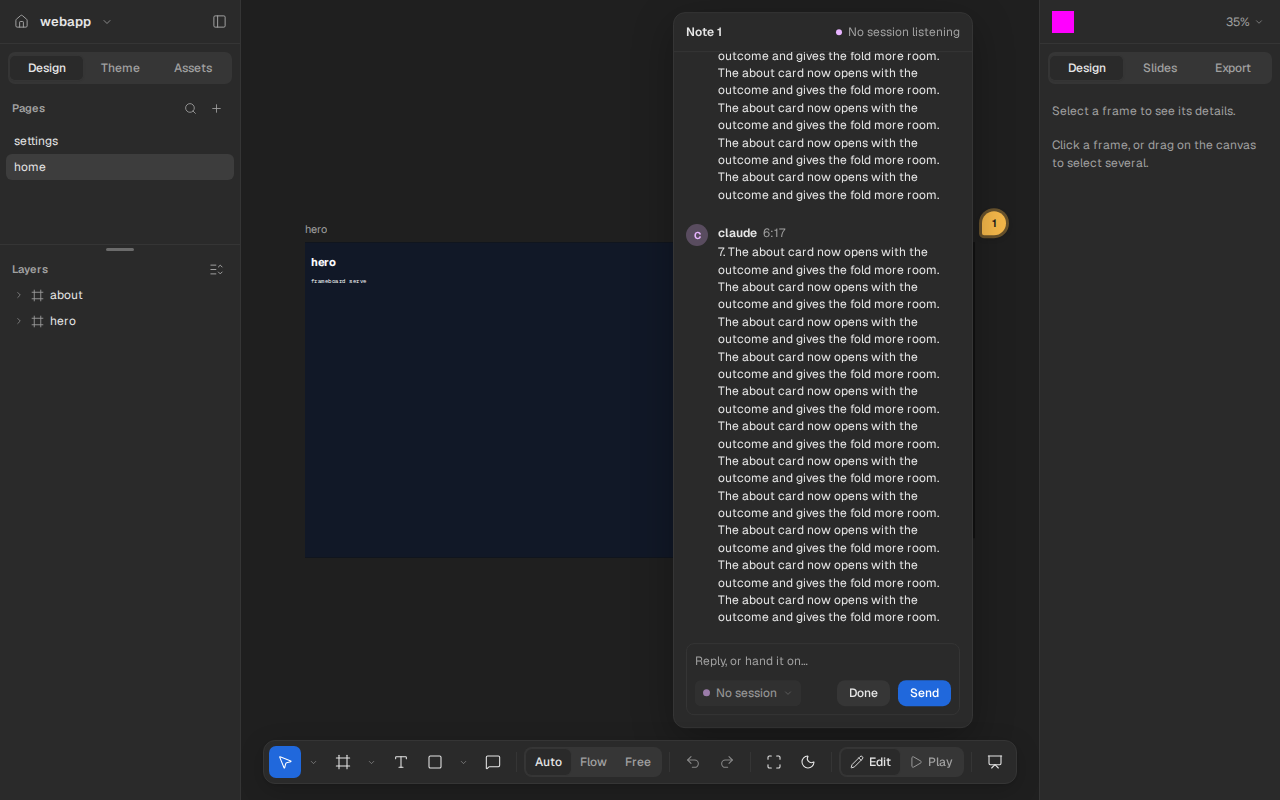 webapp
Design
Theme
Assets
Pages
settings
home
Layers
about
hero
hero
hero
frameboard serve
Note 1
No session listening
outcome and gives the fold more room.
The about card now opens with the
outcome and gives the fold more room.
The about card now opens with the
outcome and gives the fold more room.
The about card now opens with the
outcome and gives the fold more room.
The about card now opens with the
outcome and gives the fold more room.
C
claude 6:17
7. The about card now opens with the
outcome and gives the fold more room.
The about card now opens with the
outcome and gives the fold more room.
The about card now opens with the
outcome and gives the fold more room.
The about card now opens with the
outcome and gives the fold more room.
The about card now opens with the
outcome and gives the fold more room.
The about card now opens with the
outcome and gives the fold more room.
The about card now opens with the
outcome and gives the fold more room.
The about card now opens with the
outcome and gives the fold more room.
The about card now opens with the
outcome and gives the fold more room.
The about card now opens with the
outcome and gives the fold more room.
The about card now opens with the
outcome and gives the fold more room.
Reply, or hand it on…
No session
Done
Send
1
Auto
Flow
Free
Edit
Play
35%
Design
Slides
Export
Select a frame to see its details.
Click a frame, or drag on the canvas
to select several.